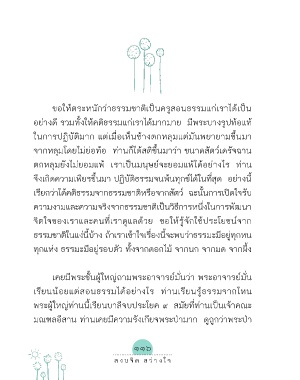 ขอให้ตระหนักว่าธรรมชาติเป็นครูสอนธรรมแก่เราได้เป็น
อย่างดี รวมทั้งให้คติธรรมแก่เราได้มากมาย มีพระบางรูปท้อแท้
ในการปฏิบัติมาก แต่เมื่อเห็นช้างตกหลุมแต่มันพยายามขึ้นมา
จากหลุมโดยไม่ย่อท้อ ท่านก็ได้สติขึ้นมาว่า ขนาดสัตว์เดรัจฉาน
ตกหลุมยังไม่ยอมแพ้ เราเป็นมนุษย์จะยอมแพ้ได้อย่างไร ท่าน
จึงเกิดความเพียรขึ้นมา ปฏิบัติธรรมจนพ้นทุกข์ได้ในที่สุด อย่างนี้
เรียกว่าได้คติธรรมจากธรรมชาติหรือจากสัตว์ ฉะนั้นการเปิดใจรับ
ความงามและความจริงจากธรรมชาติเป็นวิธีการหนึ่งในการพัฒนา
จิตใจของเราและคนที่เราดูแลด้วย ขอให้รู้จักใช้ประโยชน์จาก
ธรรมชาติในแง่นี้บ้าง ถ้าเราเข้าใจเรื่องนี้จะพบว่าธรรมะมีอยู่ทุกหน
ทุกแห่ง ธรรมะมีอยู่รอบตัว ทั้งจากดอกไม้ จากนก จากมด จากผึ้ง
เคยมีพระชั้นผู้ใหญ่ถามพระอาจารย์มั่นว่า พระอาจารย์มั่น
เรียนน้อยแต่สอนธรรมได้อย่างไร ท่านเรียนรู้ธรรมจากไหน
พระผู้ใหญ่ท่านนี้เรียนบาลีจบประโยค ๙ สมัยที่ท่านเป็นเจ้าคณะ
มณฑลอีสาน ท่านเคยมีความรังเกียจพระป่ามาก ดูถูกว่าพระป่า
๑๑๖
สงบจิต สว่างใจ